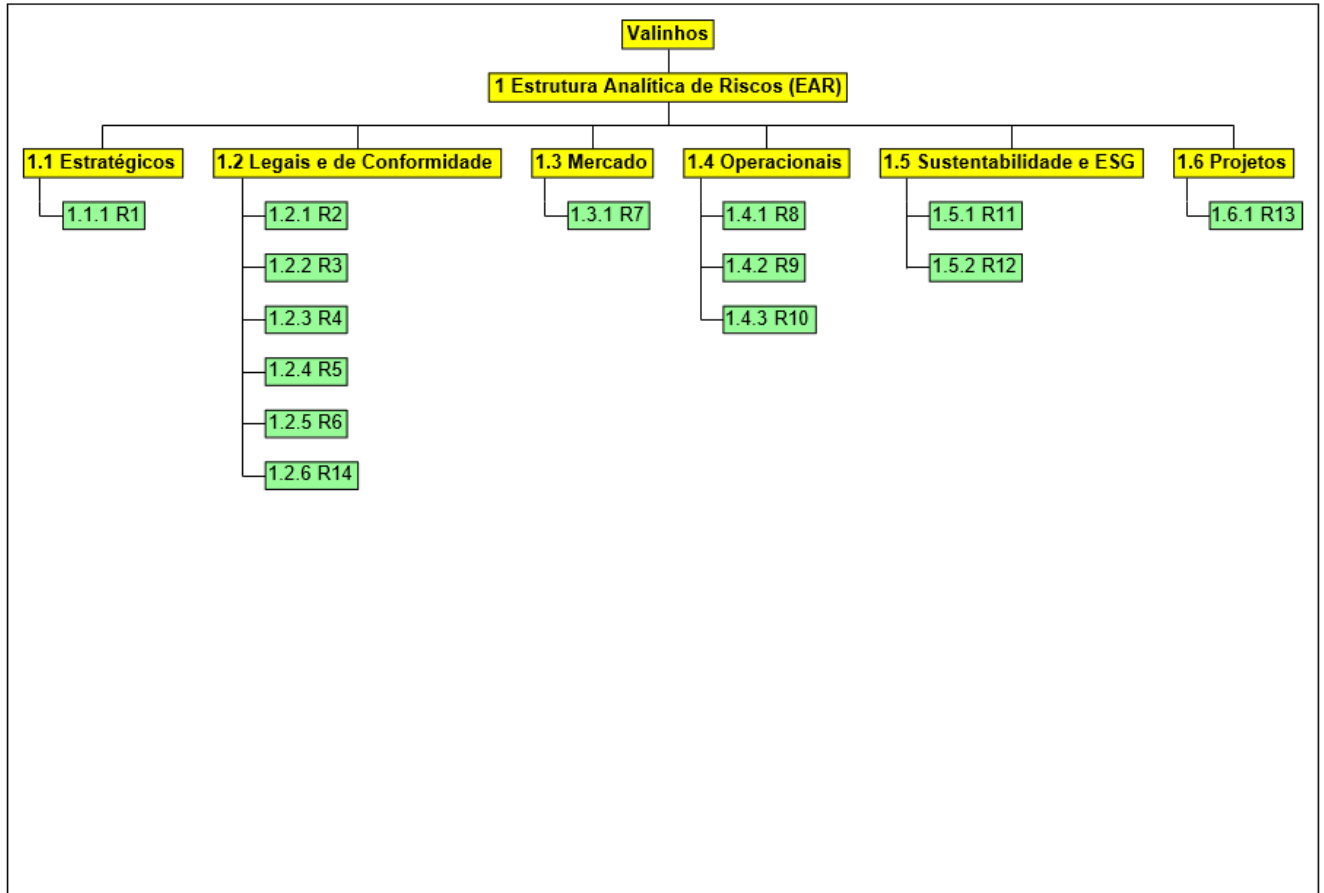 Valinhos
1 Estrutura Analítica de Riscos (EAR)
1.1 Estratégicos
1.2 Legais e de Conformidade
1.3 Mercado
1.4 Operacionais
1.5 Sustentabilidade e ESG
1.6 Projetos
1.1.1 R1
1.2.1 R2
1.3.1 R7
1.4.1 R8
1.5.1 R11
1.6.1 R13
1.2.2 R3
1.4.2 R9
1.5.2 R12
1.2.3 R4
1.4.3 R10
1.2.4 R5
1.2.5 R6
1.2.6 R14